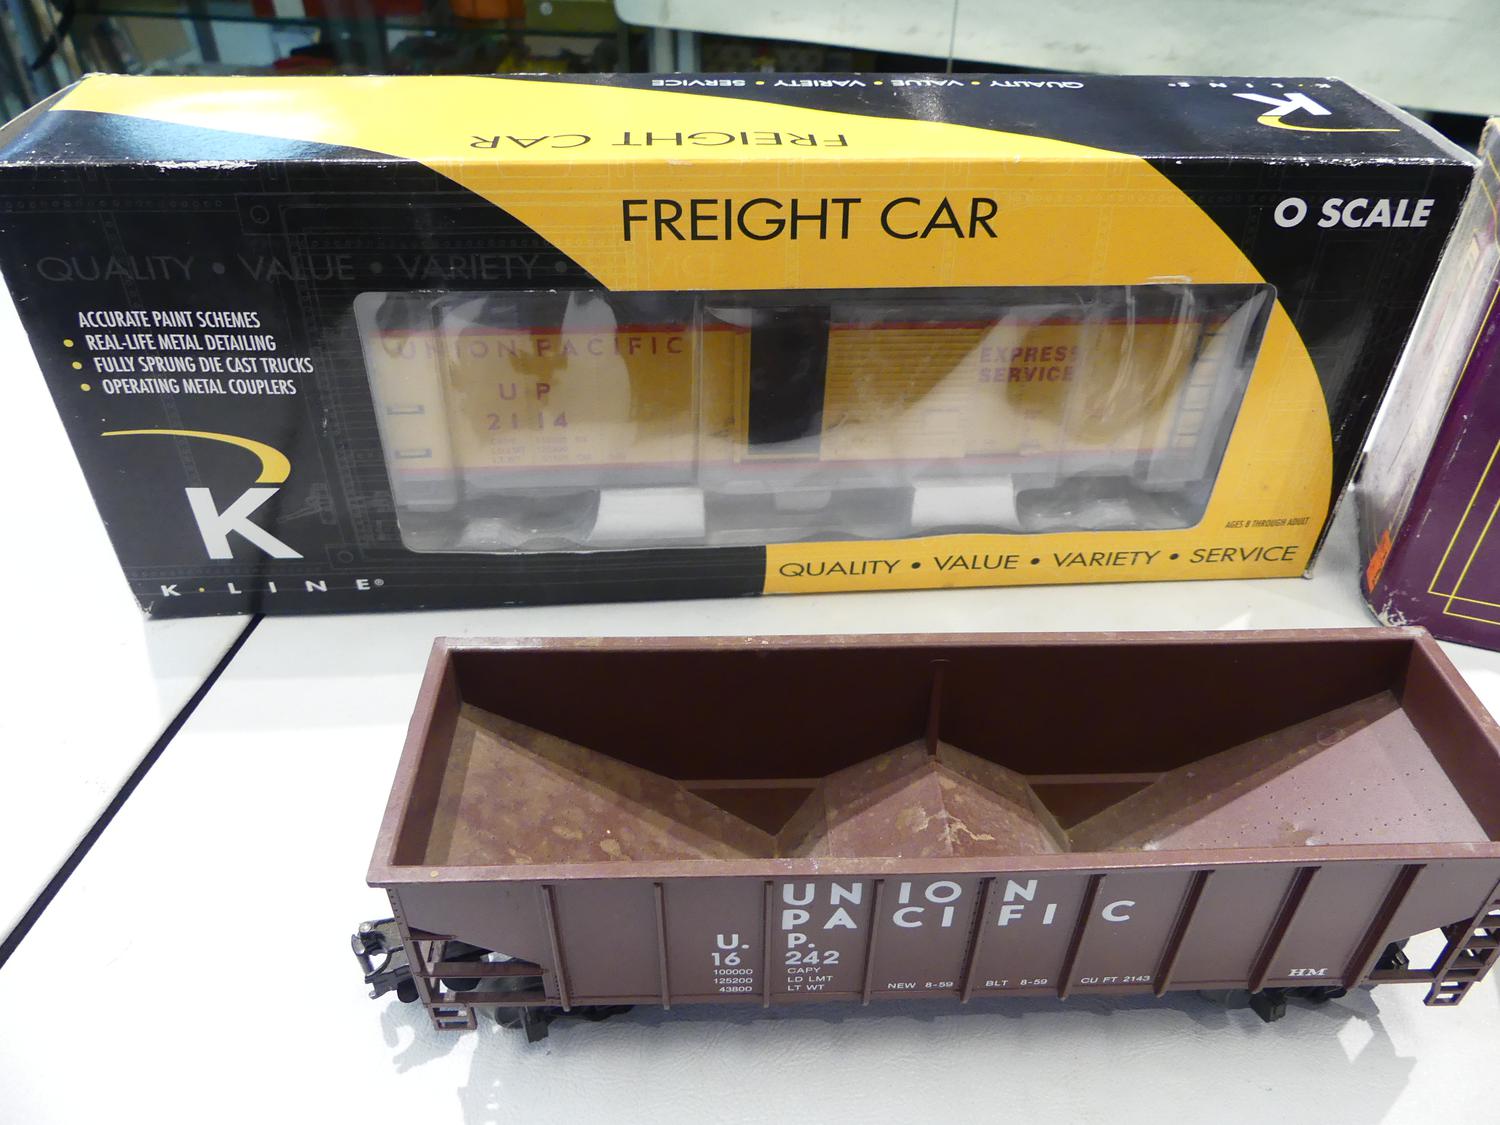 QUALITY • VALUE • VARIETY • SERVICE
K • LINE®
K
FREIGHT CAR
FREIGHT CAR
O SCALE
QUALITY • VALUE • VARIETY •
ACCURATE PAINT SCHEMES
• REAL-LIFE METAL DETAILING
• FULLY SPRUNG DIE CAST TRUCKS
• OPERATING METAL COUPLERS
UNION PACIFIC
UP
2114
EXPRESS
SERVICE
K
K • LINE®
AGES 8 THROUGH ADULT
QUALITY • VALUE • VARIETY • SERVICE
UNION
PACIFIC
U. P.
16 242
100000 CAPY
125200 LD LMT
43800 LT WT
NEW 8-59 BLT 8-59 CU FT 2143
HM